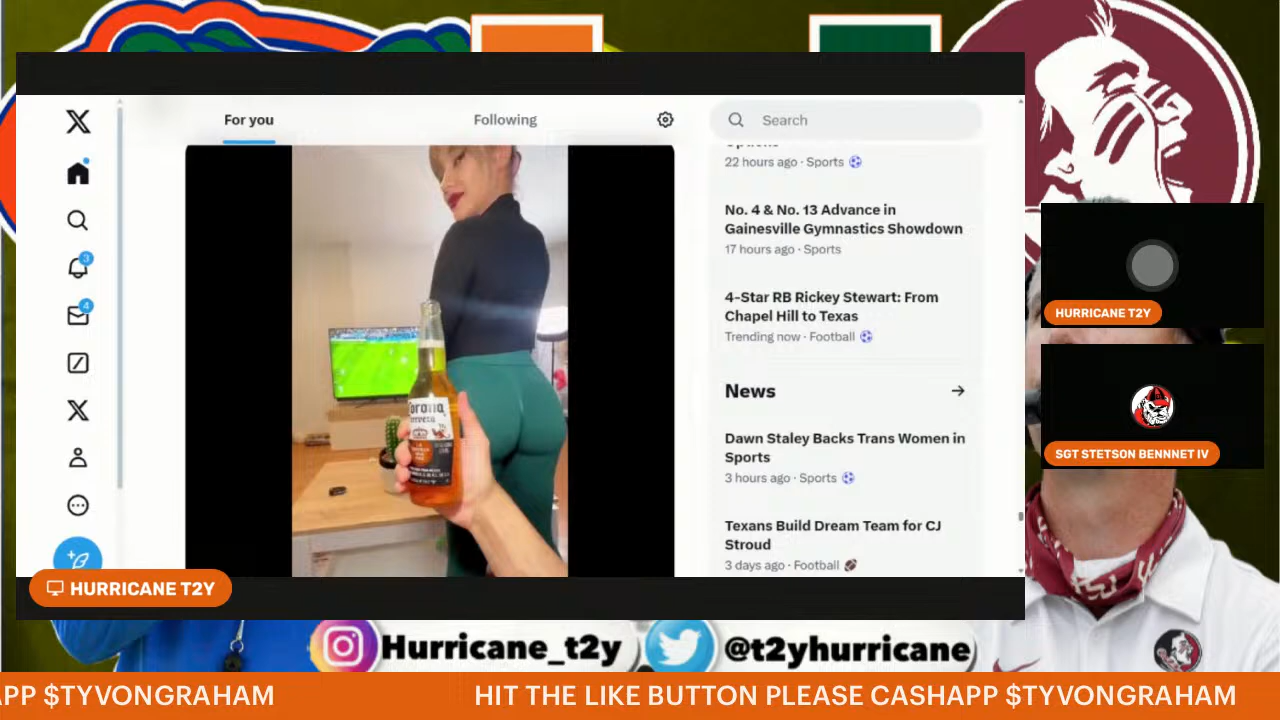 For you
Following
Search
22 hours ago · Sports
No. 4 & No. 13 Advance in
Gainesville Gymnastics Showdown
17 hours ago · Sports
4-Star RB Rickey Stewart: From
Chapel Hill to Texas
Trending now · Football
News
Dawn Staley Backs Trans Women in
Sports
3 hours ago · Sports
Texans Build Dream Team for CJ
Stroud
3 days ago · Football
3
4
Corona
HURRICANE T2Y
SGT STETSON BENNNET IV
HURRICANE T2Y
Hurricane_t2y
@t2yhurricane
APP $TYVONGRAHAM
HIT THE LIKE BUTTON PLEASE CASHAPP $TYVONGRAHAM